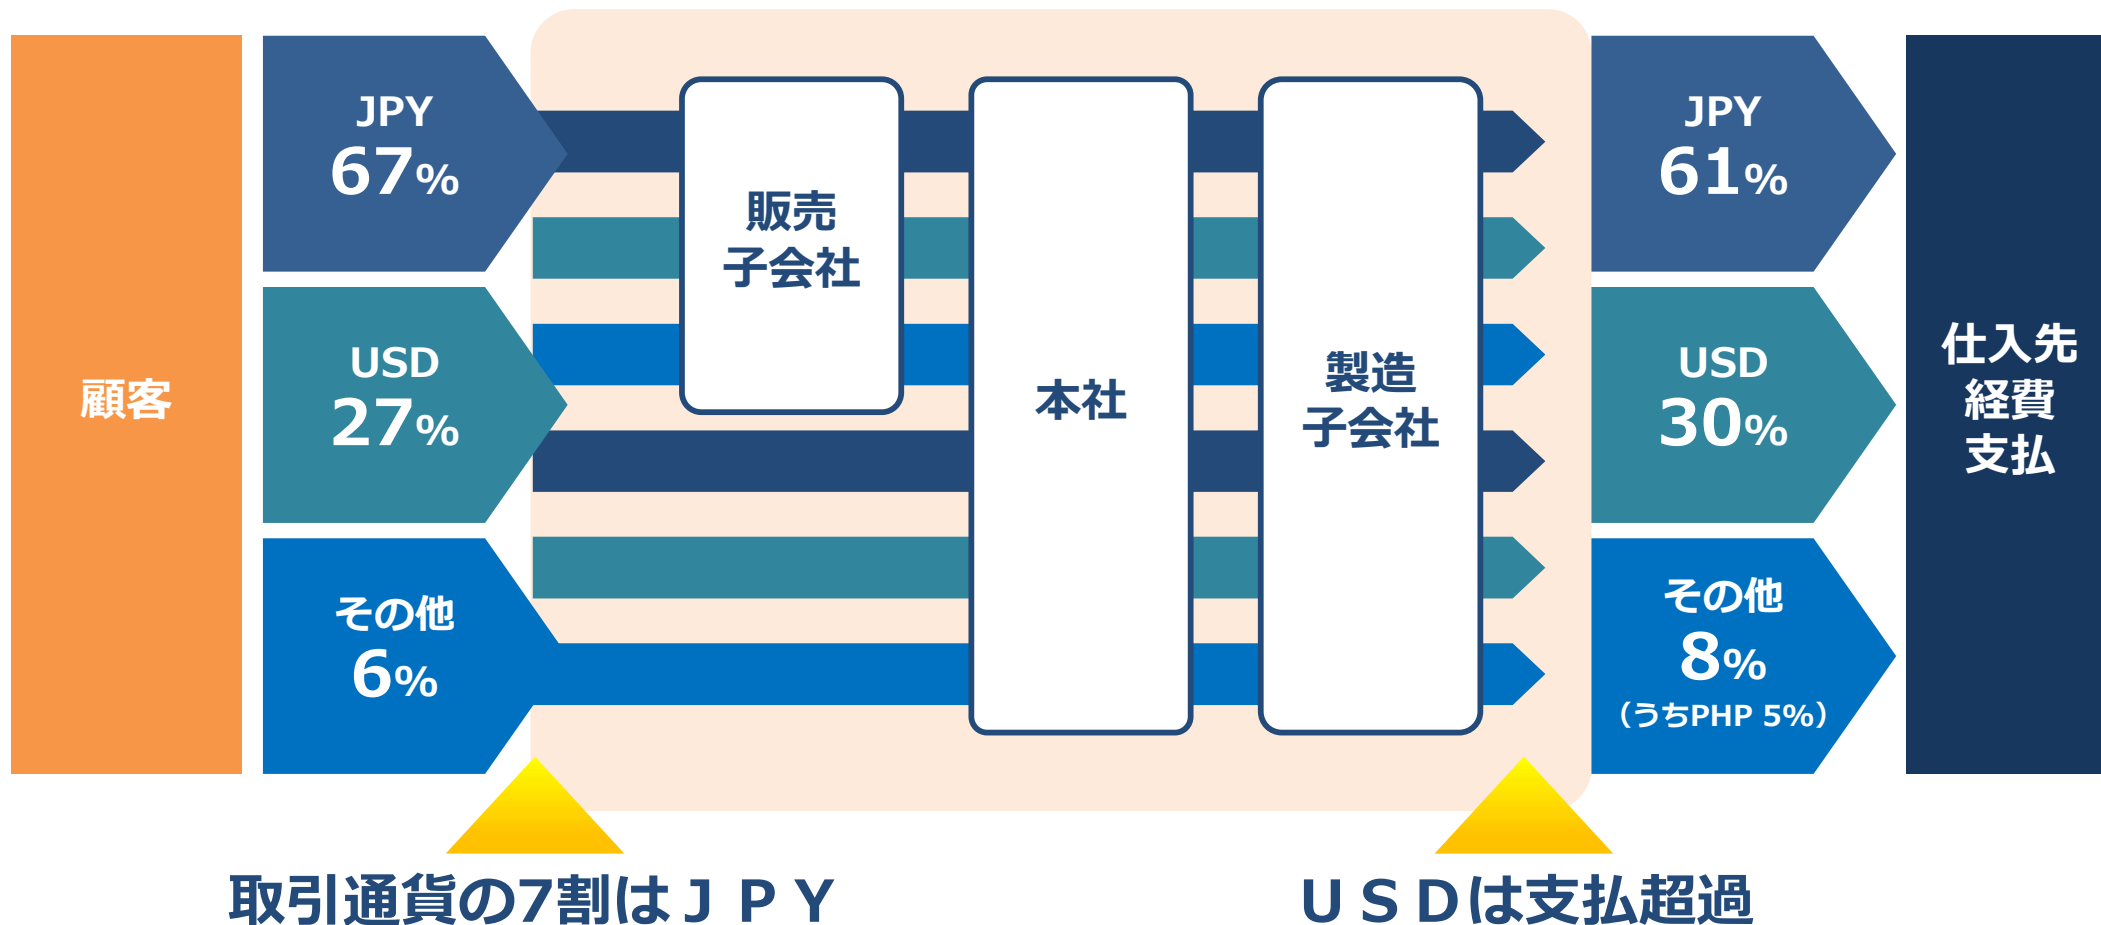 顧客
JPY
67%
USD
27%
その他
6%
販売
子会社
本社
製造
子会社
JPY
61%
USD
30%
その他
8%
（うちPHP 5%）
仕入先
経費
支払
取引通貨の7割はＪＰＹ
ＵＳＤは支払超過